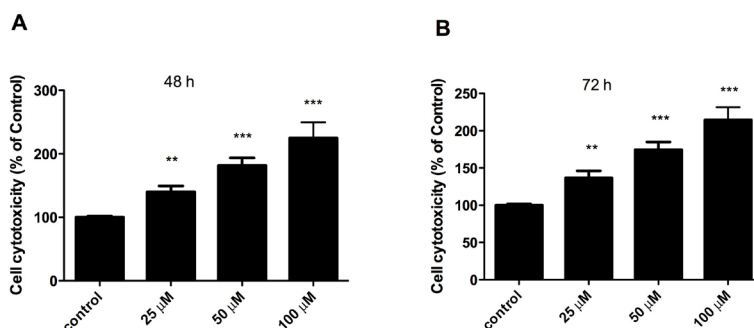 A
48 h
Cell cytotoxicity (% of Control)
300
200
100
0
**
***
***
control
25 µM
50 µM
100 µM
B
72 h
Cell cytotoxicity (% of Control)
250
200
150
100
50
0
**
***
***
control
25 µM
50 µM
100 µM